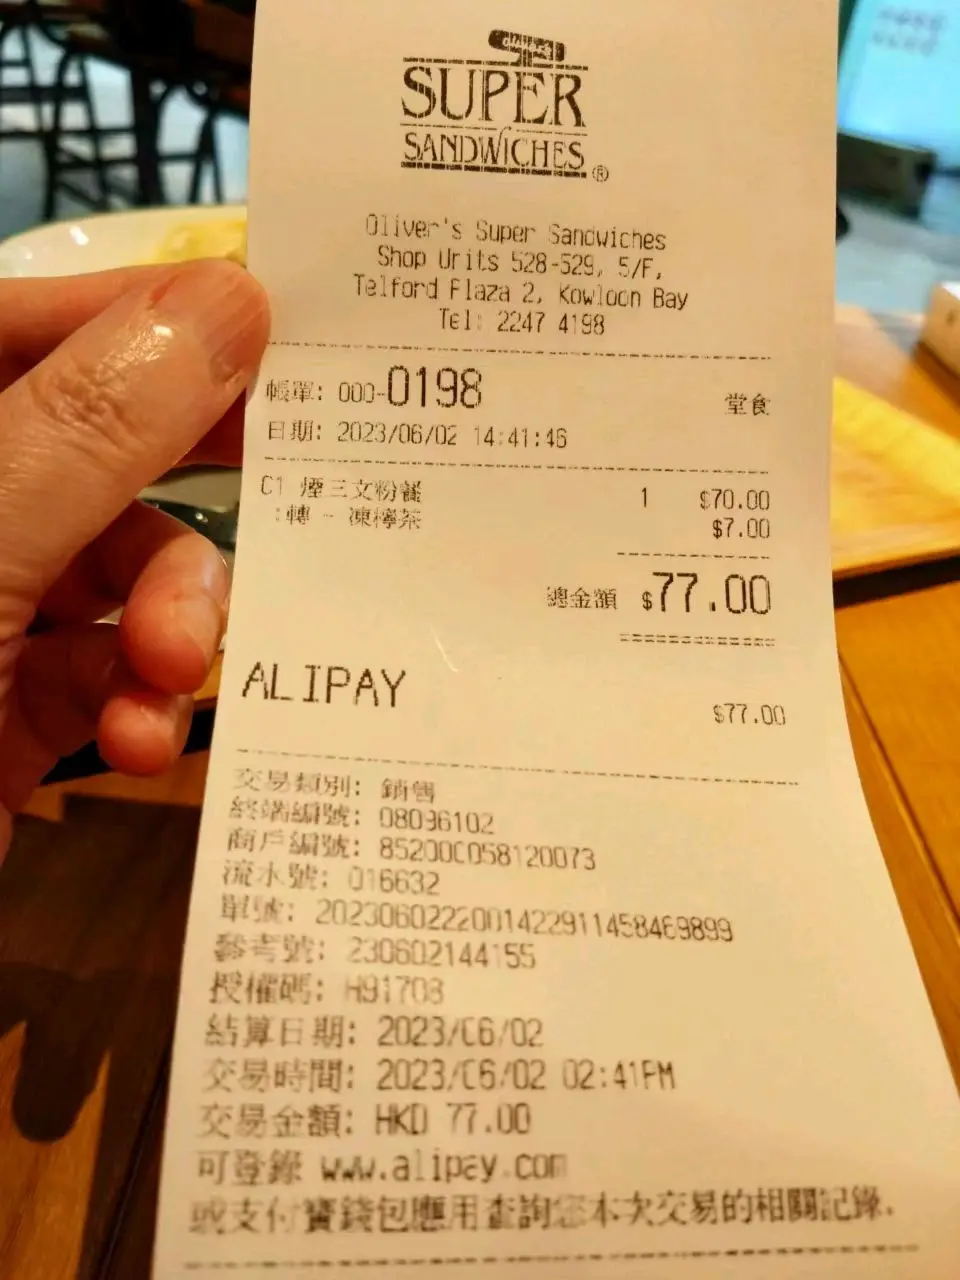 Oliver's
SUPER
SANDWICHES®
Oliver's Super Sandwiches
Shop Units 528-529, 5/F,
Telford Plaza 2, Kowloon Bay
Tel: 2247 4198
帳單: 000-0198 堂食
日期: 2023/06/02 14:41:46
C1 煙三文粉餐 1 $70.00
:轉 - 凍檸茶 $7.00
總金額 $77.00
ALIPAY $77.00
交易類別: 銷售
終端編號: 08096102
商戶編號: 852000058120073
流水號: 016632
單號: 2023060222001422911458469899
參考號: 230602144155
授權碼: H91708
結算日期: 2023/06/02
交易時間: 2023/06/02 02:41PM
交易金額: HKD 77.00
可登錄 www.alipay.com
或支付寶錢包應用查詢您本次交易的相關記錄.